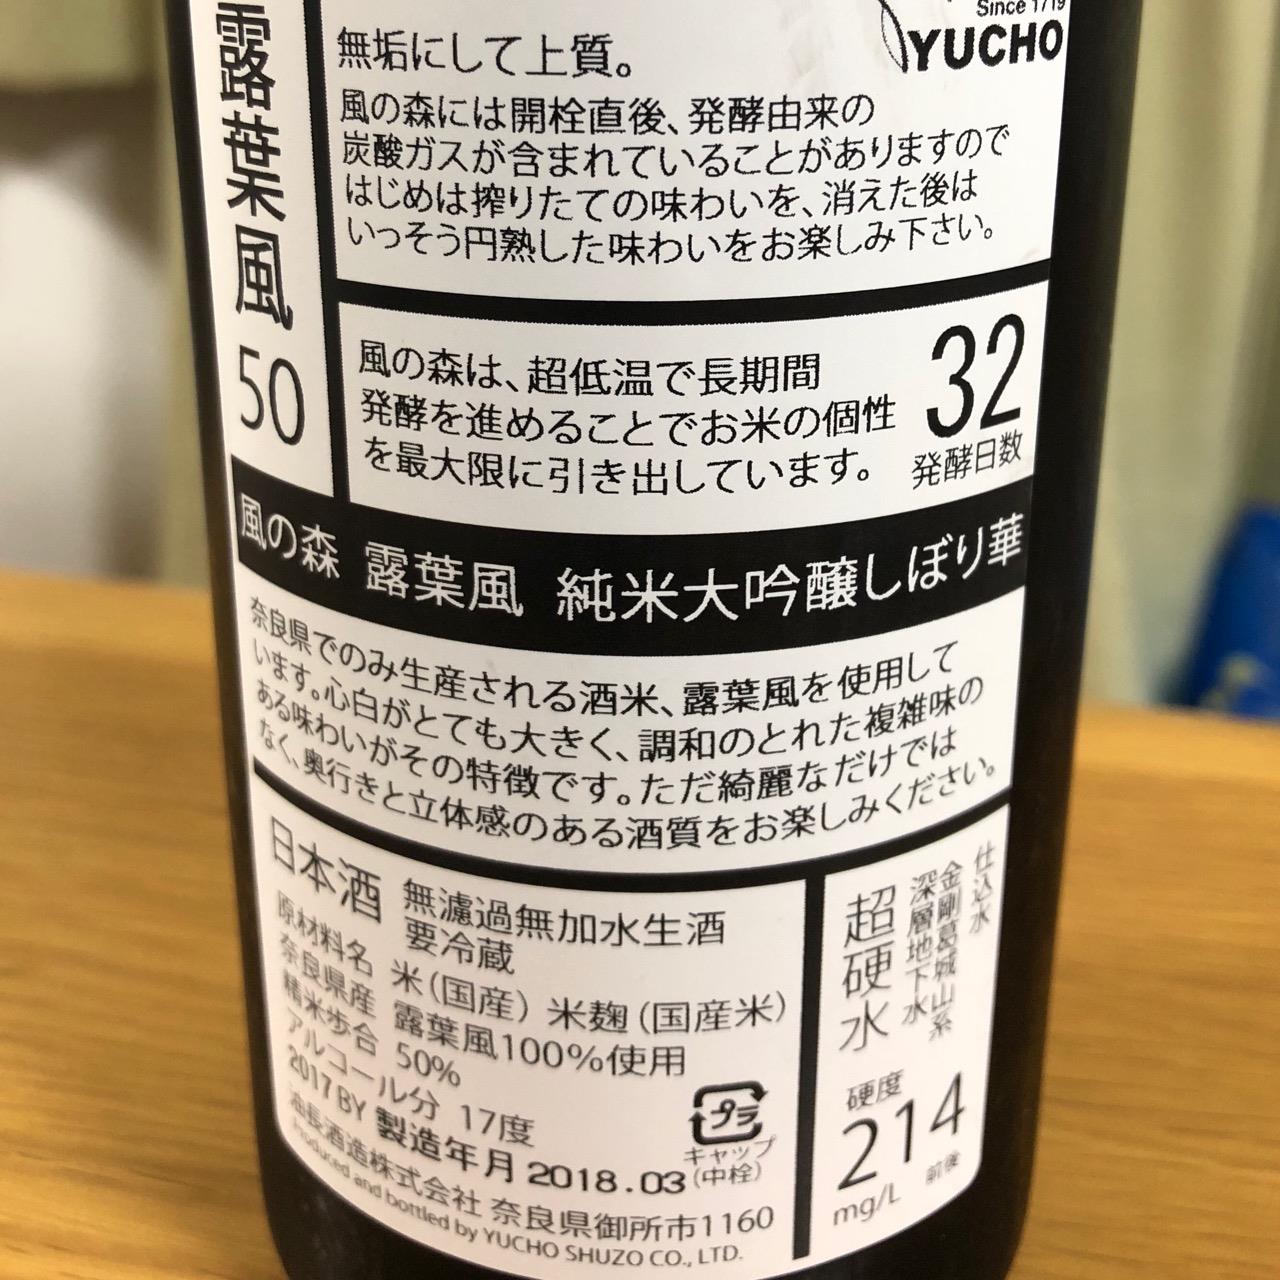 露葉風
50
Since 1719
YUCHO
無垢にして上質。
風の森には開栓直後、発酵由来の
炭酸ガスが含まれていることがありますので
はじめは搾りたての味わいを、消えた後は
いっそう円熟した味わいをお楽しみ下さい。
風の森は、超低温で長期間
発酵を進めることでお米の個性
を最大限に引き出しています。
32
発酵日数
風の森 露葉風 純米大吟醸しぼり華
奈良県でのみ生産される酒米、露葉風を使用して
います。心白がとても大きく、調和のとれた複雑味の
ある味わいがその特徴です。ただ綺麗なだけでは
なく、奥行きと立体感のある酒質をお楽しみください。
日本酒 無濾過無加水生酒
要冷蔵
原材料名 米(国産) 米麹(国産米)
奈良県産 露葉風100%使用
精米歩合 50%
アルコール分 17度
2017 BY 製造年月 2018.03
プラ
キャップ
(中栓)
油長酒造株式会社 奈良県御所市1160
Produced and bottled by YUCHO SHUZO CO., LTD.
仕込水
金剛葛城山系
深層地下水
超硬水
硬度
214
mg/L 前後